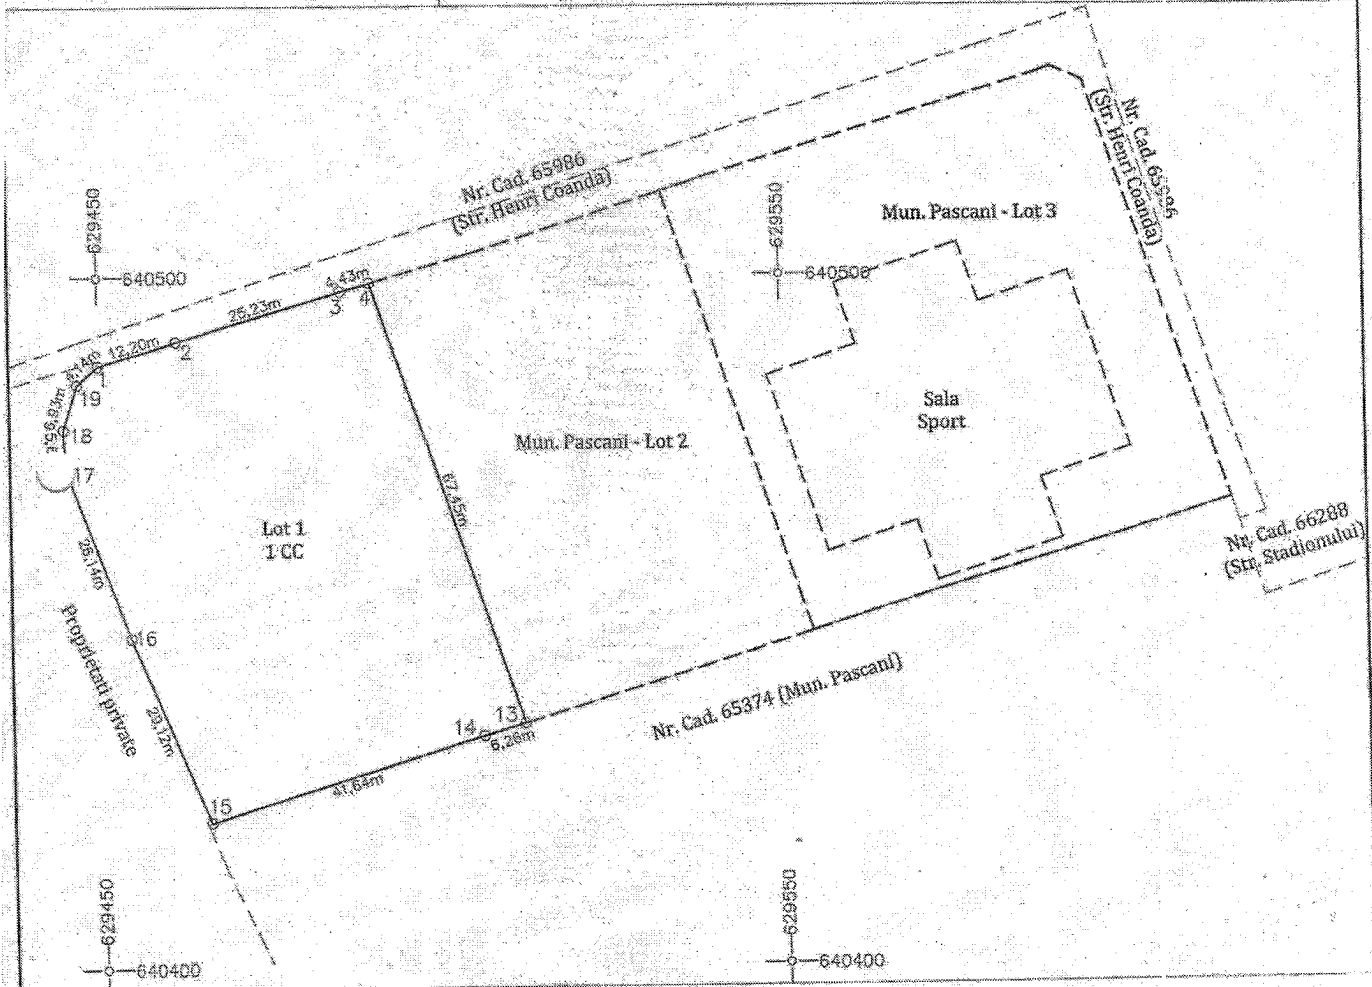 Nr. Cad. 65986
(Str. Henri Coanda)
Nr. Cad. 65986
(Str. Henri Coanda)
629450
640500
629550
640500
Mun. Pascani - Lot 3
4,43m
3
4
25,23m
12,20m
2
1
19
18
17
Sala
Sport
Mun. Pascani - Lot 2
67,45m
Lot 1
1 CC
26,14m
16
Proprietati private
29,12m
Nr. Cad. 66288
(Str. Stadionului)
Nr. Cad. 65374 (Mun. Pascani)
13
14
6,26m
41,64m
15
629450
640400
629550
640400